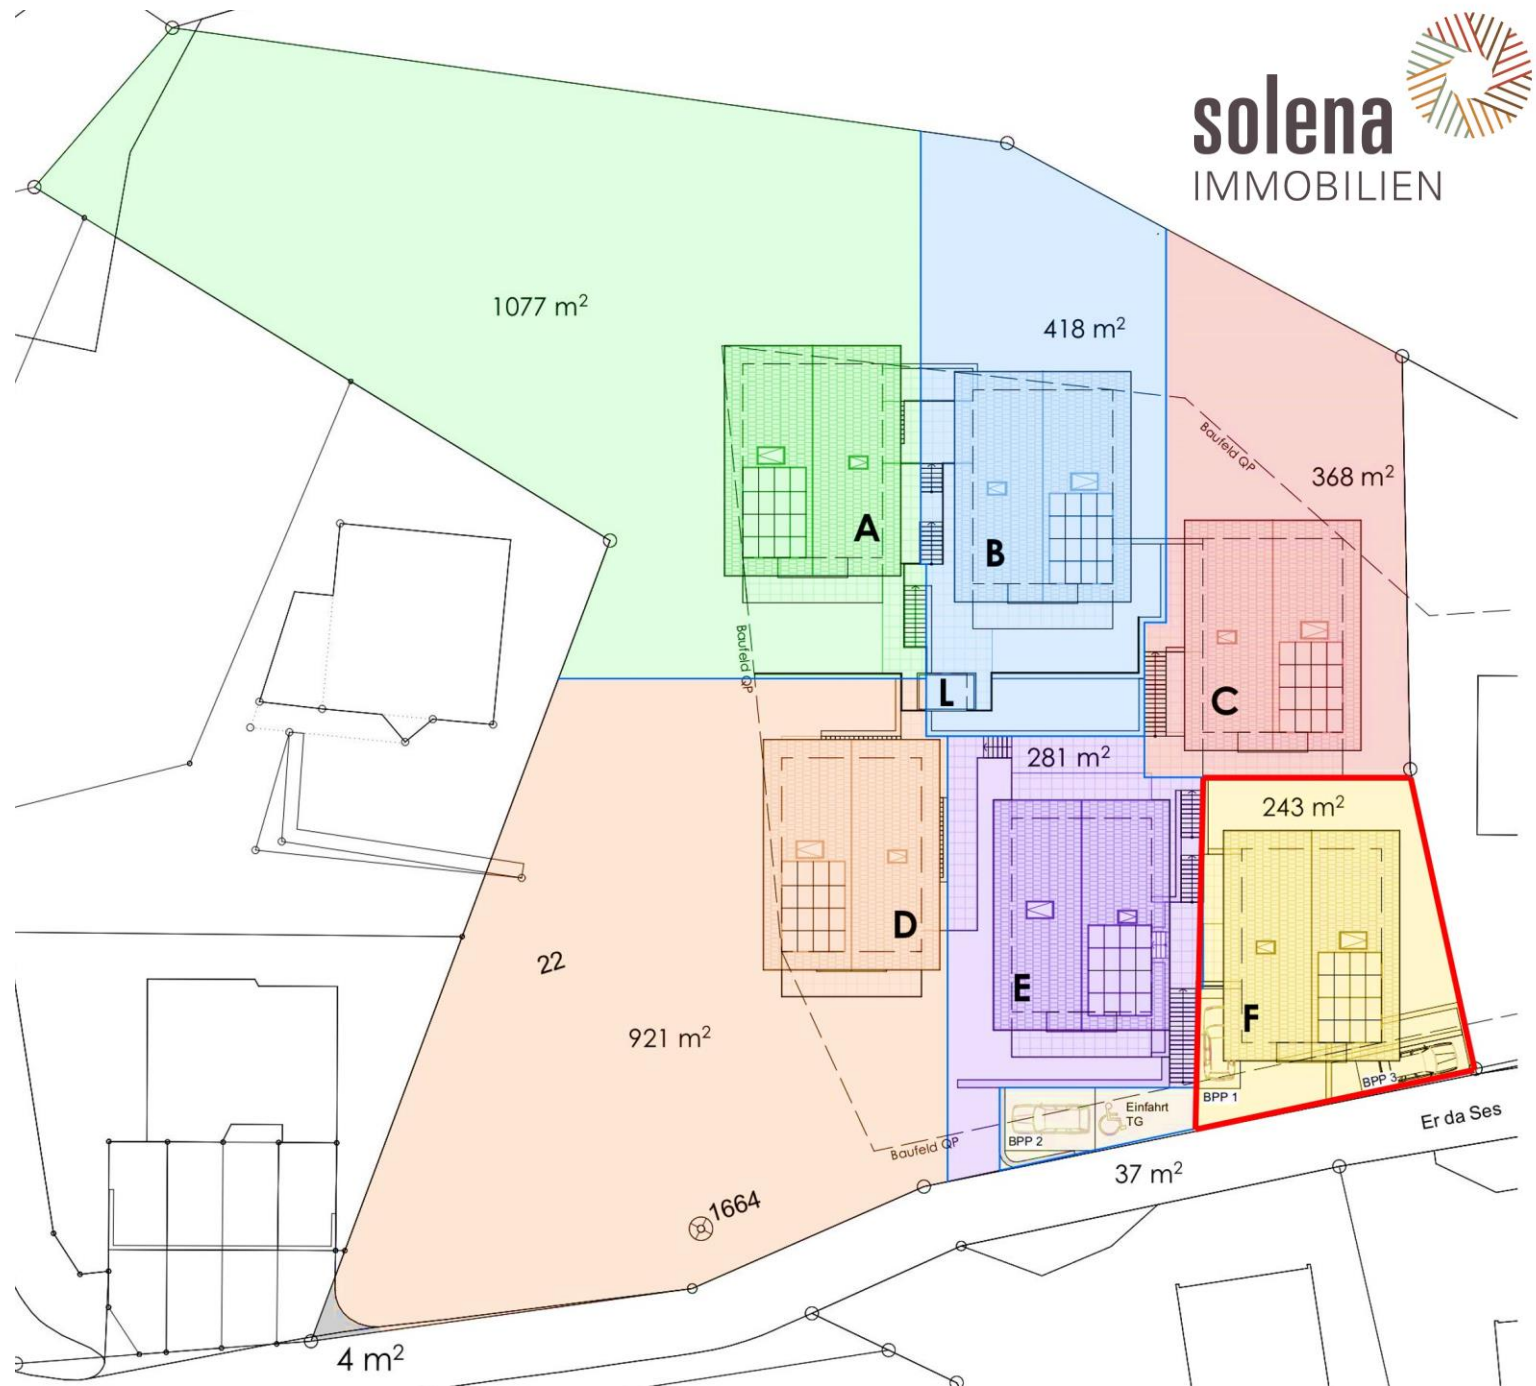 solena
IMMOBILIEN
1077 m²
418 m²
368 m²
Baufeld QP
A
B
C
L
Baufeld QP
281 m²
243 m²
D
E
F
22
921 m²
BPP 3
BPP 1
Einfahrt
TG
BPP 2
Er da Ses
Baufeld QP
37 m²
1664
4 m²